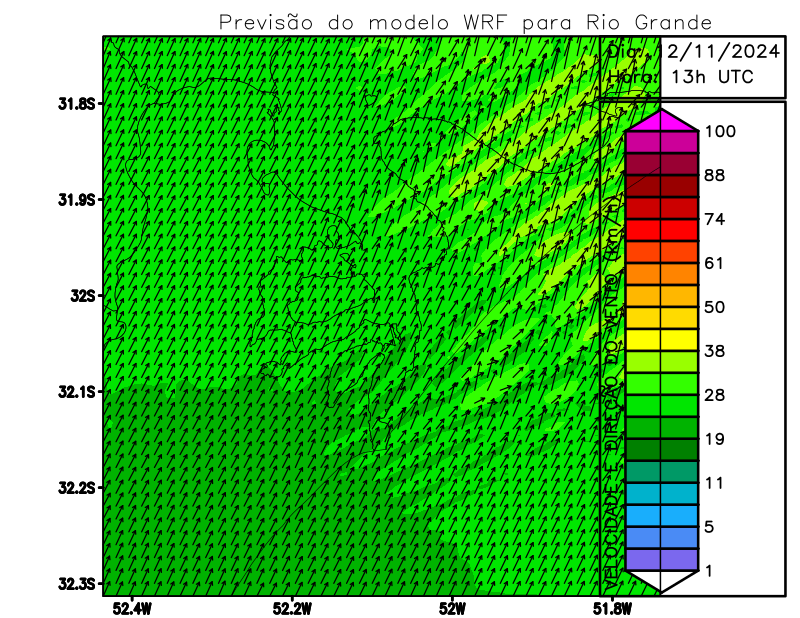 Previsão do modelo WRF para Rio Grande
Dia: 12/11/2024
Hora: 13h UTC
31.8S
31.9S
32S
32.1S
32.2S
32.3S
52.4W
52.2W
52W
51.8W
VELOCIDADE E DIREÇÃO DO VENTO (km/h)
100
88
74
61
50
38
28
19
11
5
1